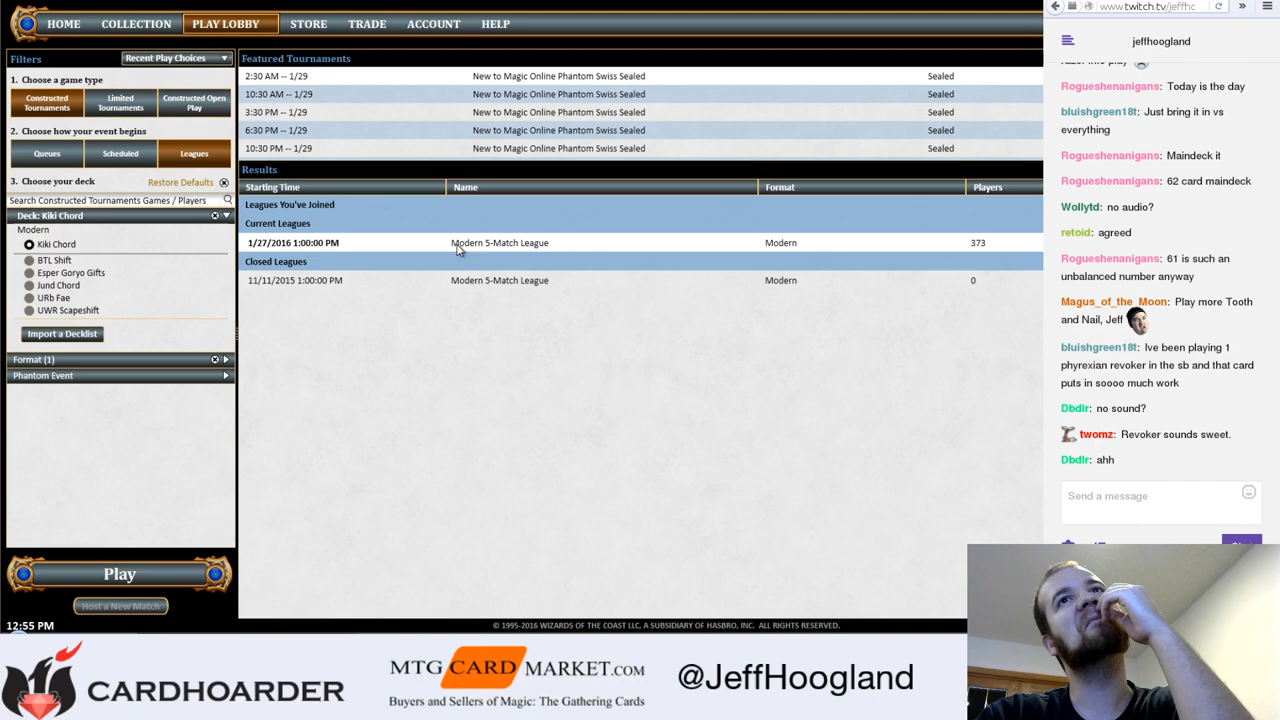 HOME COLLECTION PLAY LOBBY STORE TRADE ACCOUNT HELP
www.twitch.tv/jeffhc
Filters Recent Play Choices
1. Choose a game type
Constructed Tournaments Limited Tournaments Constructed Open Play
2. Choose how your event begins
Queues Scheduled Leagues
3. Choose your deck Restore Defaults
Search Constructed Tournaments Games / Players
Deck: Kiki Chord
Modern
Kiki Chord
BTL Shift
Esper Goryo Gifts
Jund Chord
URb Fae
UWR Scapeshift
Import a Decklist
Format (1)
Phantom Event
Play
Host a New Match
12:55 PM
Featured Tournaments
2:30 AM -- 1/29 New to Magic Online Phantom Swiss Sealed Sealed
10:30 AM -- 1/29 New to Magic Online Phantom Swiss Sealed Sealed
3:30 PM -- 1/29 New to Magic Online Phantom Swiss Sealed Sealed
6:30 PM -- 1/29 New to Magic Online Phantom Swiss Sealed Sealed
10:30 PM -- 1/29 New to Magic Online Phantom Swiss Sealed Sealed
Results
Starting Time Name Format Players
Leagues You've Joined
Current Leagues
1/27/2016 1:00:00 PM Modern 5-Match League Modern 373
Closed Leagues
11/11/2015 1:00:00 PM Modern 5-Match League Modern 0
© 1995-2016 WIZARDS OF THE COAST LLC, A SUBSIDIARY OF HASBRO, INC. ALL RIGHTS RESERVED.
jeffhoogland
Rogueshenanigans: Today is the day
bluishgreen18t: Just bring it in vs
everything
Rogueshenanigans: Maindeck it
Rogueshenanigans: 62 card maindeck
Wollytd: no audio?
retoid: agreed
Rogueshenanigans: 61 is such an
unbalanced number anyway
Magus_of_the_Moon: Play more Tooth
and Nail, Jeff
bluishgreen18t: Ive been playing 1
phyrexian revoker in the sb and that card
puts in soooo much work
Dbdlr: no sound?
twomz: Revoker sounds sweet.
Dbdlr: ahh
Send a message
CARDHOARDER
MTG CARD MARKET.COM
Buyers and Sellers of Magic: The Gathering Cards
@JeffHoogland